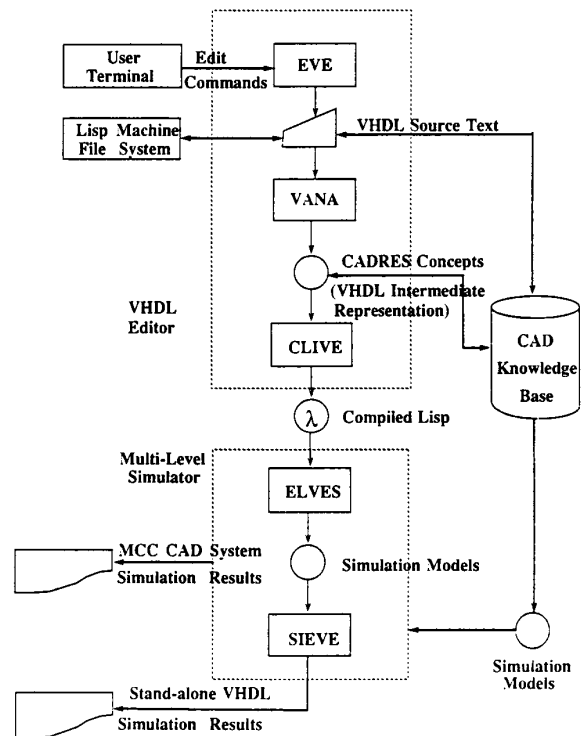 User
Terminal
Edit
Commands
EVE
Lisp Machine
File System
VHDL Source Text
VANA
CADRES Concepts
(VHDL Intermediate
Representation)
VHDL
Editor
CLIVE
CAD
Knowledge
Base
λ
Compiled Lisp
Multi-Level
Simulator
ELVES
MCC CAD System
Simulation Results
Simulation Models
SIEVE
Simulation
Models
Stand-alone VHDL
Simulation Results